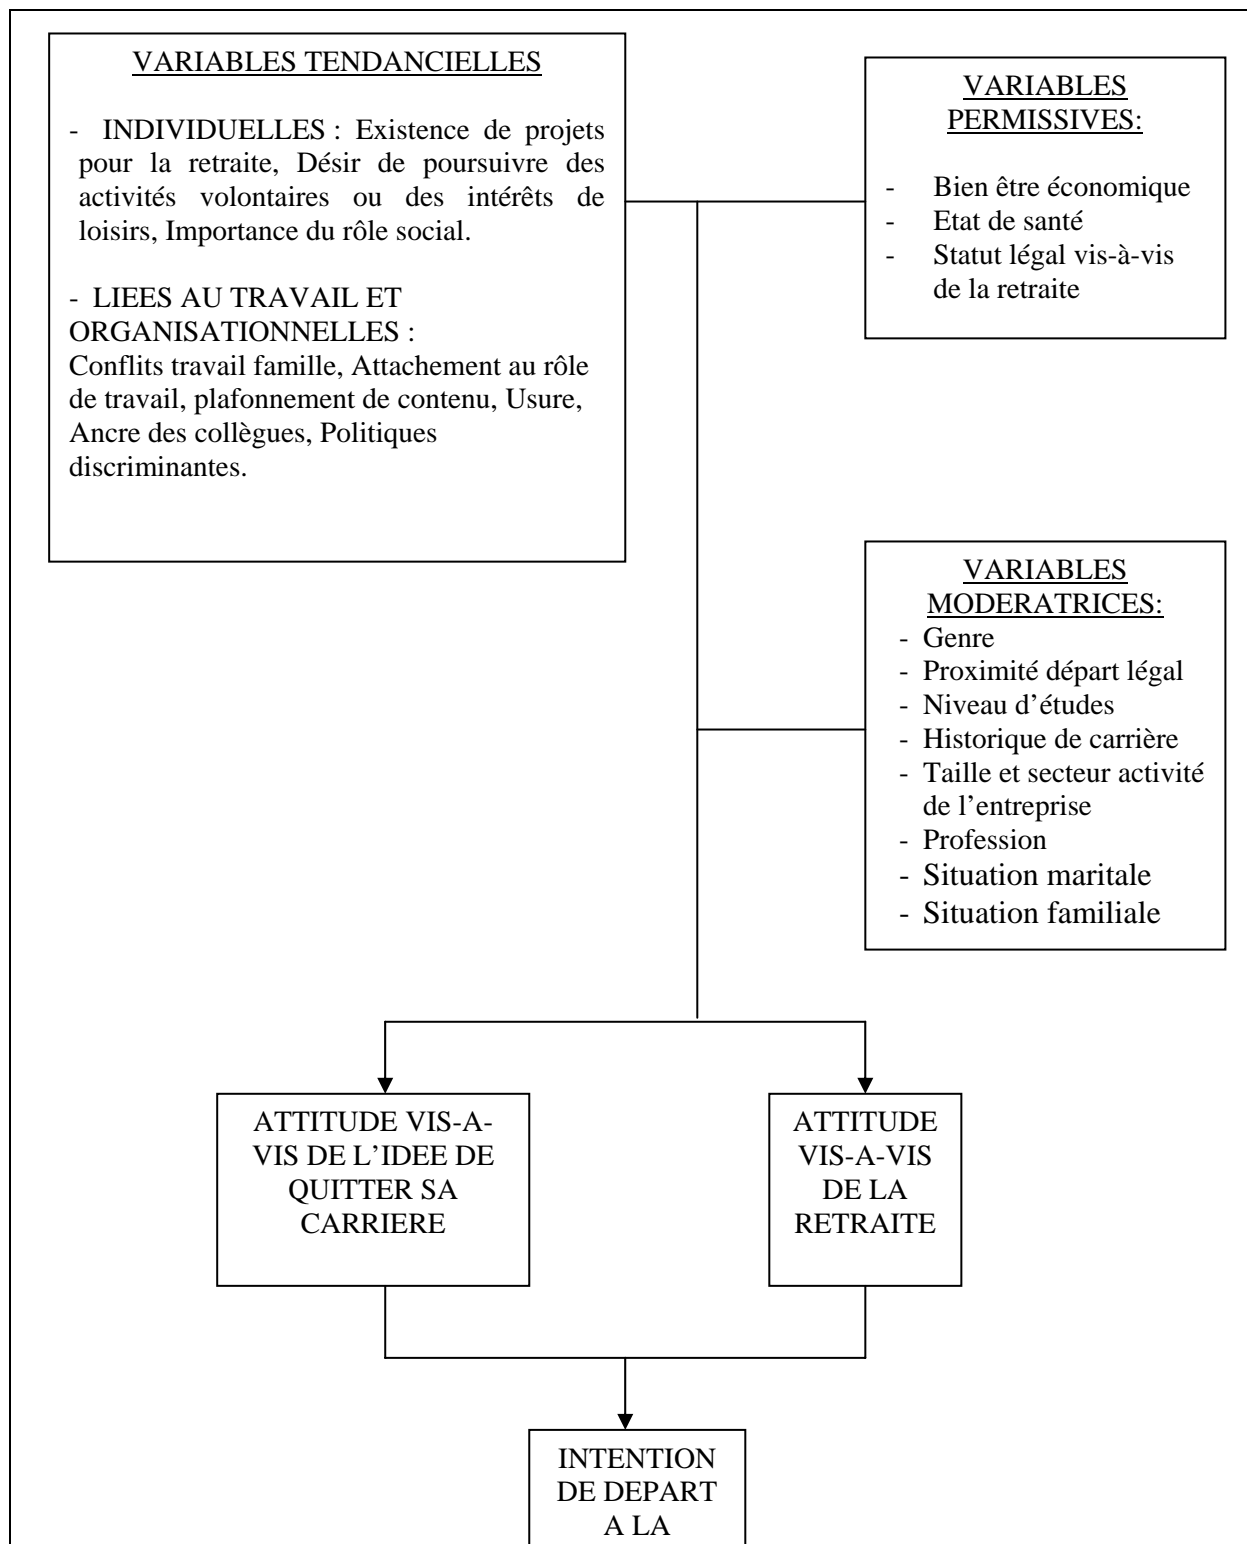 VARIABLES TENDANCIELLES
- INDIVIDUELLES : Existence de projets
pour la retraite, Désir de poursuivre des
activités volontaires ou des intérêts de
loisirs, Importance du rôle social.
- LIEES AU TRAVAIL ET
ORGANISATIONNELLES :
Conflits travail famille, Attachement au rôle
de travail, plafonnement de contenu, Usure,
Ancre des collègues, Politiques
discriminantes.
VARIABLES
PERMISSIVES:
- Bien être économique
- Etat de santé
- Statut légal vis-à-vis
de la retraite
VARIABLES
MODERATRICES:
- Genre
- Proximité départ légal
- Niveau d’études
- Historique de carrière
- Taille et secteur activité
de l’entreprise
- Profession
- Situation maritale
- Situation familiale
ATTITUDE VIS-A-
VIS DE L’IDEE DE
QUITTER SA
CARRIERE
ATTITUDE
VIS-A-VIS
DE LA
RETRAITE
INTENTION
DE DEPART
A LA